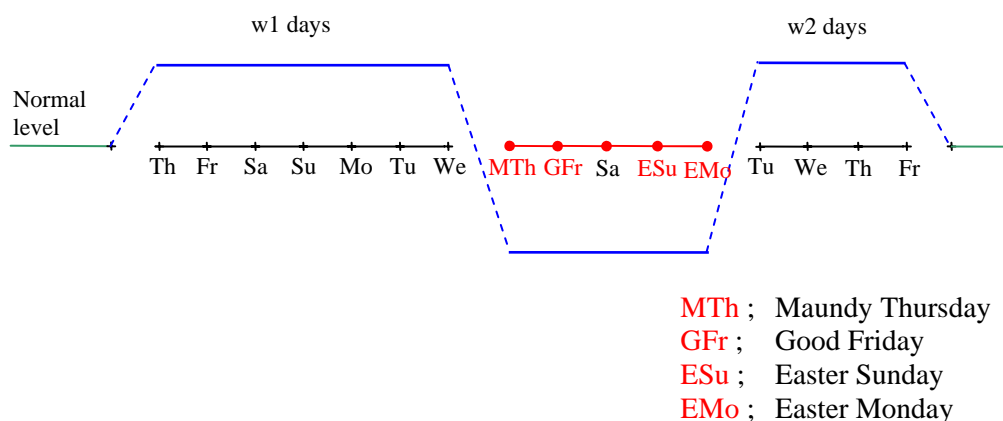 w1 days
w2 days
Normal
level
Th Fr Sa Su Mo Tu We MTh GFr Sa ESu EMo Tu We Th Fr
MTh ; Maundy Thursday
GFr ; Good Friday
ESu ; Easter Sunday
EMo ; Easter Monday